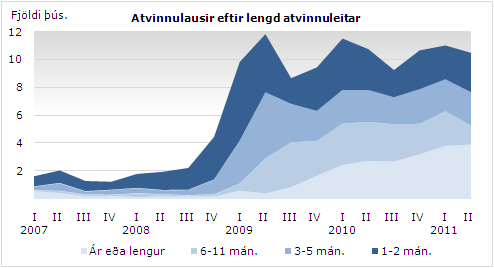 Fjöldi þús.
Atvinnulausir eftir lengd atvinnuleitar
12
10
8
6
4
2
I II III IV I II III IV I II III IV I II III IV I II
2007 2008 2009 2010 2011
Ár eða lengur 6-11 mán. 3-5 mán. 1-2 mán.